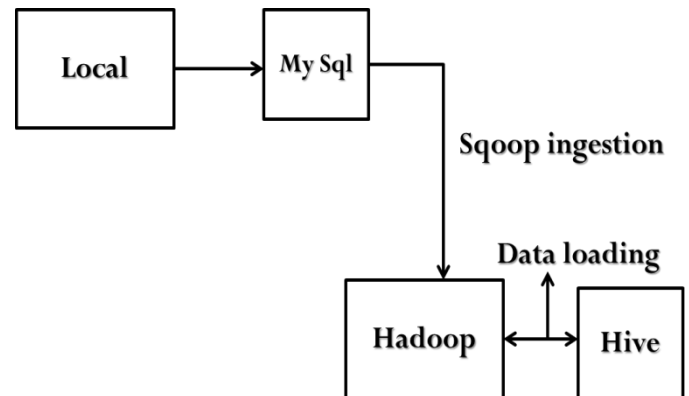 Local
My Sql
Sqoop ingestion
Data loading
Hadoop
Hive